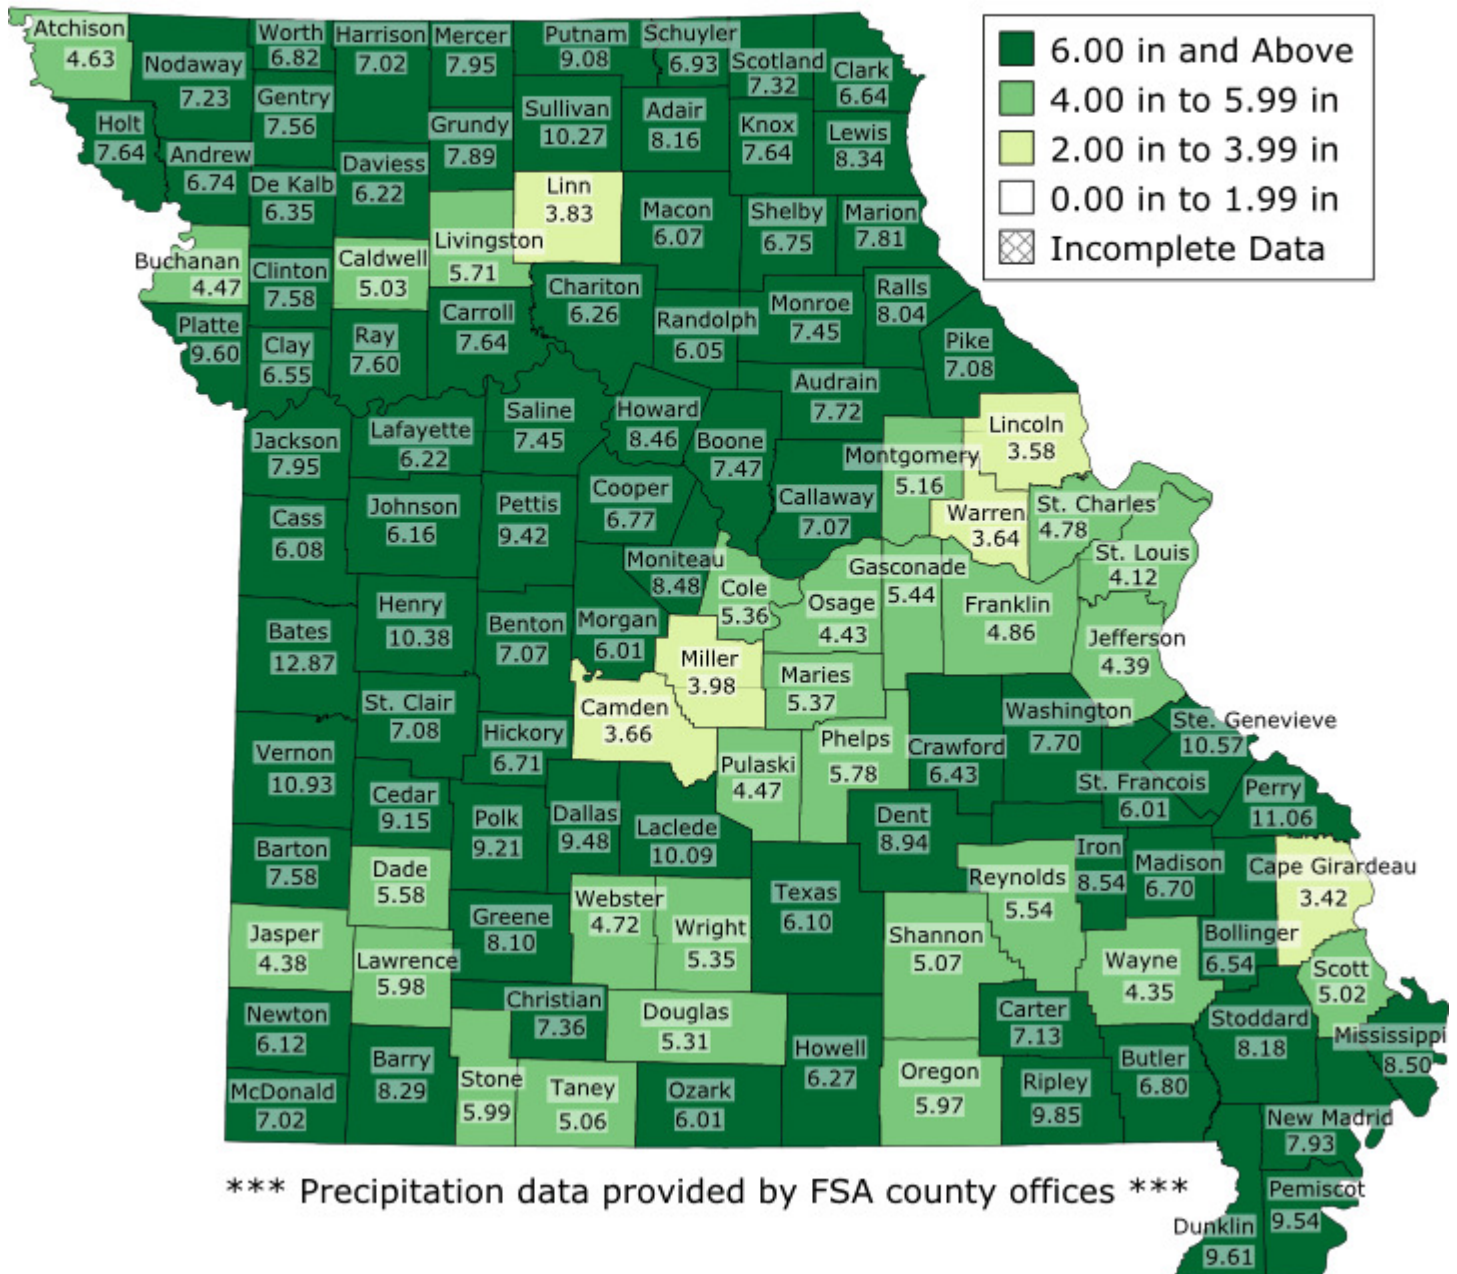 Atchison
4.63
Nodaway
7.23
Worth
6.82
Harrison
7.02
Mercer
7.95
Putnam
9.08
Schuyler
6.93
Scotland
7.32
Clark
6.64
6.00 in and Above
4.00 in to 5.99 in
2.00 in to 3.99 in
0.00 in to 1.99 in
Incomplete Data
Holt
7.64
Andrew
6.74
Gentry
7.56
De Kalb
6.35
Daviess
6.22
Grundy
7.89
Sullivan
10.27
Adair
8.16
Knox
7.64
Lewis
8.34
Linn
3.83
Macon
6.07
Shelby
6.75
Marion
7.81
Buchanan
4.47
Clinton
7.58
Caldwell
5.03
Livingston
5.71
Chariton
6.26
Randolph
6.05
Monroe
7.45
Ralls
8.04
Platte
9.60
Clay
6.55
Ray
7.60
Carroll
7.64
Pike
7.08
Audrain
7.72
Jackson
7.95
Lafayette
6.22
Saline
7.45
Howard
8.46
Boone
7.47
Montgomery
5.16
Lincoln
3.58
Cass
6.08
Johnson
6.16
Pettis
9.42
Cooper
6.77
Callaway
7.07
Warren
3.64
St. Charles
4.78
St. Louis
4.12
Moniteau
8.48
Cole
5.36
Osage
4.43
Gasconade
5.44
Franklin
4.86
Jefferson
4.39
Bates
12.87
Henry
10.38
Benton
7.07
Morgan
6.01
Miller
3.98
Maries
5.37
Camden
3.66
St. Clair
7.08
Hickory
6.71
Vernon
10.93
Pulaski
4.47
Phelps
5.78
Crawford
6.43
Washington
7.70
Ste. Genevieve
10.57
St. Francois
6.01
Perry
11.06
Cedar
9.15
Polk
9.21
Dallas
9.48
Laclede
10.09
Dent
8.94
Barton
7.58
Dade
5.58
Iron
8.54
Madison
6.70
Cape Girardeau
3.42
Reynolds
5.54
Texas
6.10
Webster
4.72
Wright
5.35
Greene
8.10
Jasper
4.38
Lawrence
5.98
Shannon
5.07
Wayne
4.35
Bollinger
6.54
Scott
5.02
Newton
6.12
Christian
7.36
Douglas
5.31
Carter
7.13
Stoddard
8.18
Mississippi
8.50
Barry
8.29
Howell
6.27
Butler
6.80
McDonald
7.02
Stone
5.99
Taney
5.06
Ozark
6.01
Oregon
5.97
Ripley
9.85
New Madrid
7.93
Pemiscot
9.54
Dunklin
9.61
*** Precipitation data provided by FSA county offices ***